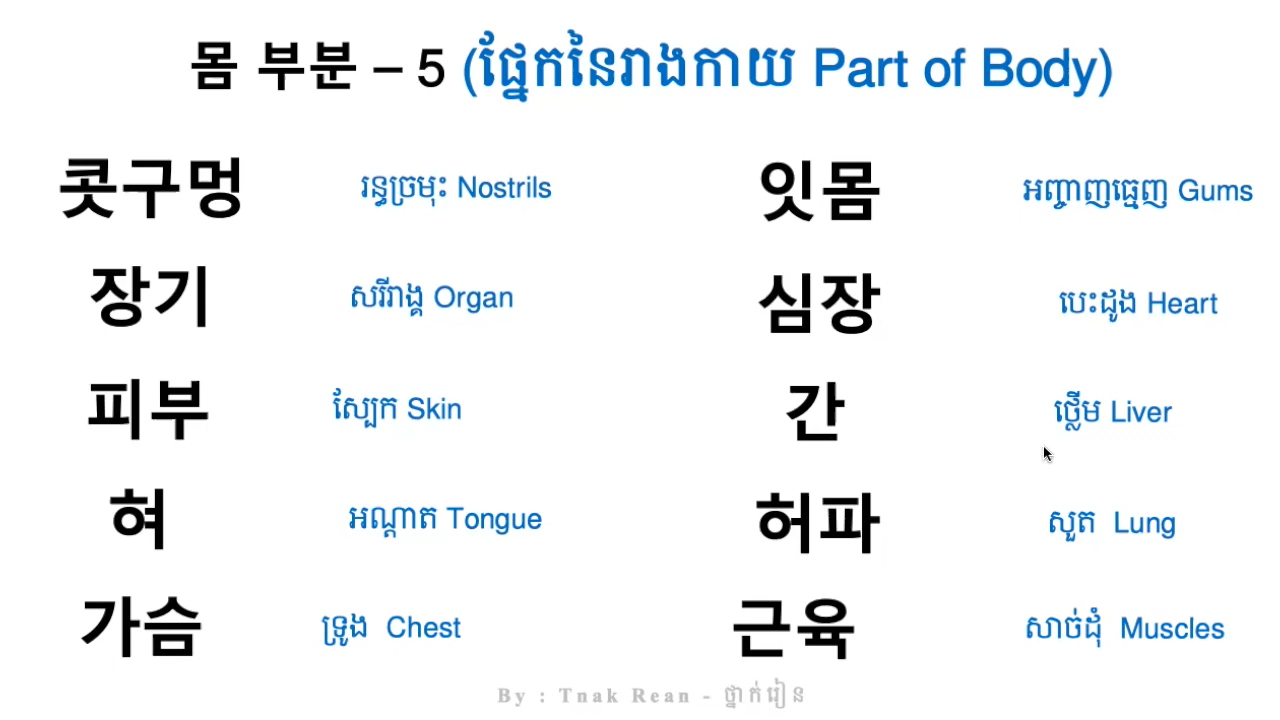 몸 부분 – 5 (ផ្នែកនៃរាងកាយ Part of Body)
콧구멍 រន្ធច្រមុះ Nostrils 잇몸 អញ្ចាញធ្មេញ Gums
장기 សរីរាង្គ Organ 심장 បេះដូង Heart
피부 ស្បែក Skin 간 ថ្លើម Liver
혀 អណ្ដាត Tongue 허파 សួត Lung
가슴 ទ្រូង Chest 근육 សាច់ដុំ Muscles
By : Tnak Rean - ថ្នាក់រៀន